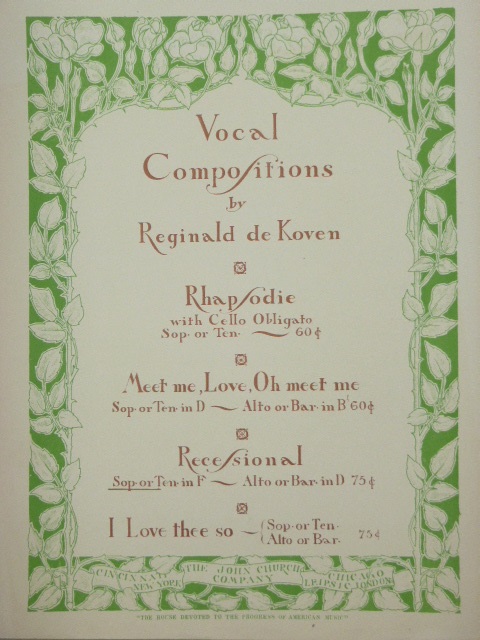 Vocal
Compositions
by
Reginald de Koven
Rhapsodie
with Cello Obligato
Sop. or Ten. — 60¢
Meet me, Love, Oh meet me
Sop. or Ten. in D — Alto or Bar. in B♭ 60¢
Recessional
Sop. or Ten. in F — Alto or Bar. in D 75¢
I Love thee so — (Sop. or Ten.
(Alto or Bar. 75¢
CINCINNATI THE JOHN CHURCH CHICAGO
NEW YORK COMPANY LEIPSIC, LONDON
"THE HOUSE DEVOTED TO THE PROGRESS OF AMERICAN MUSIC"